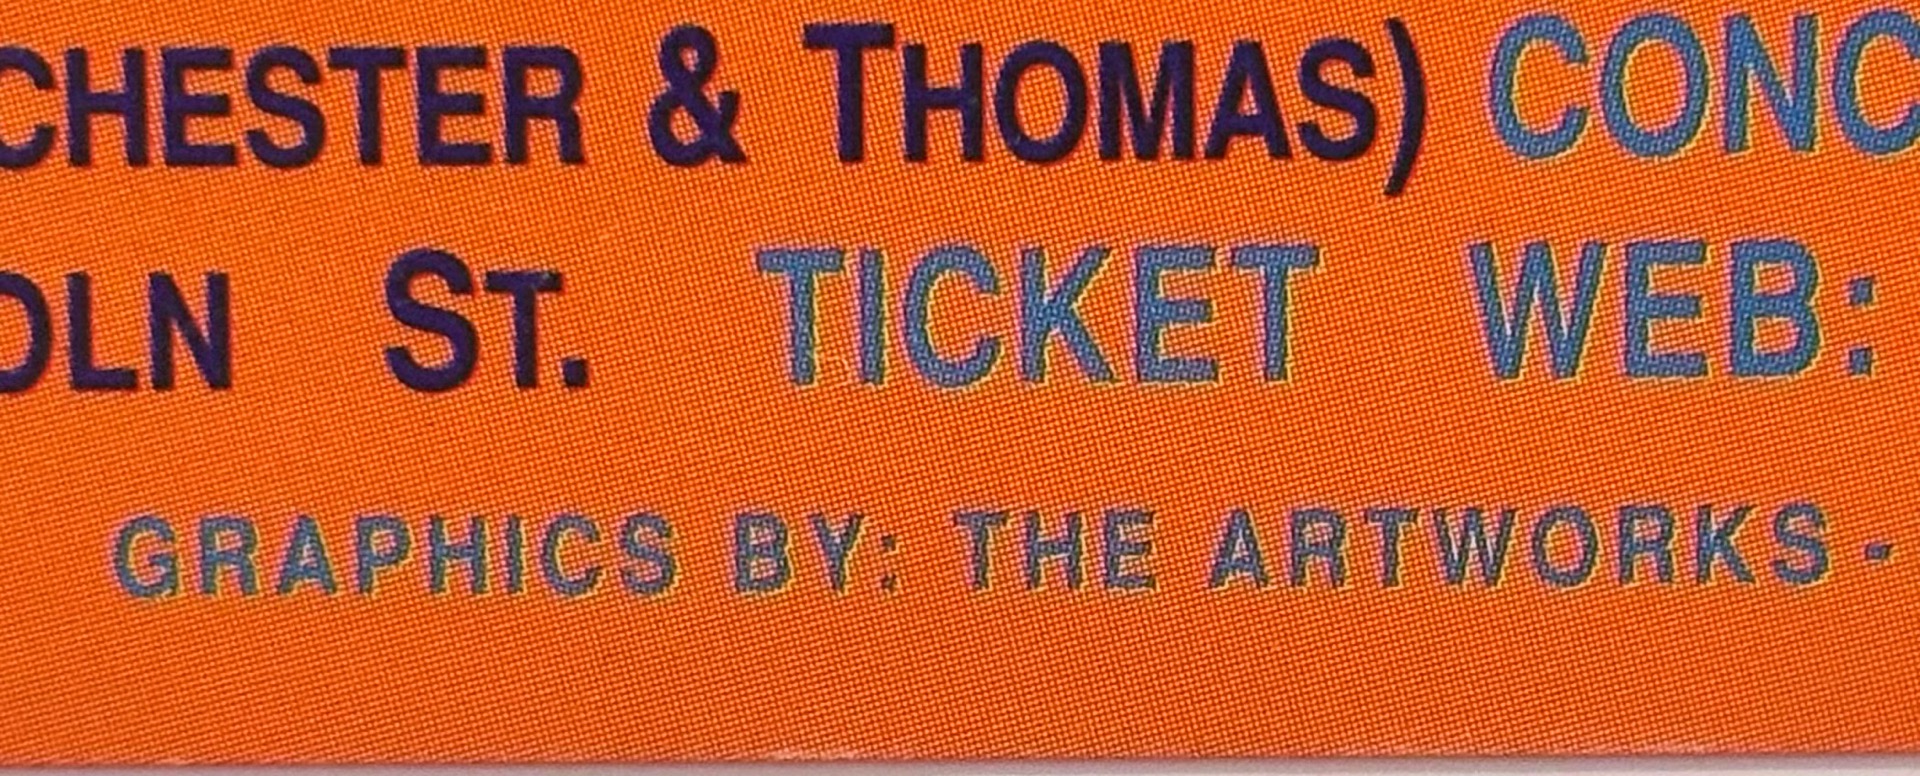 CHESTER & THOMAS) CONC
OLN ST. TICKET WEB:
GRAPHICS BY: THE ARTWORKS -